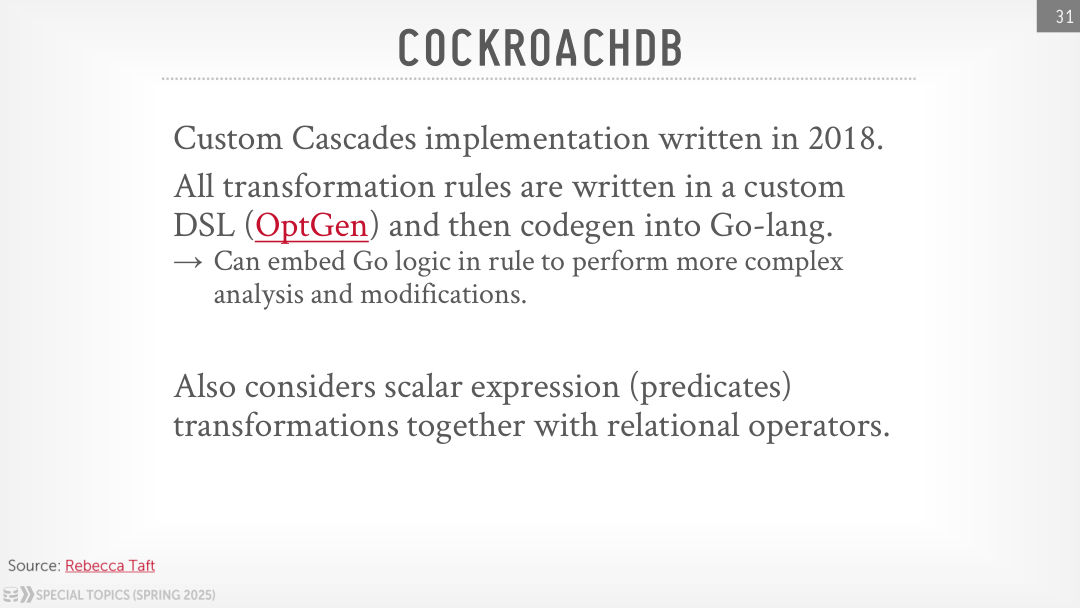 31
COCKROACHDB
Custom Cascades implementation written in 2018.
All transformation rules are written in a custom
DSL (OptGen) and then codegen into Go-lang.
→ Can embed Go logic in rule to perform more complex
analysis and modifications.
Also considers scalar expression (predicates)
transformations together with relational operators.
Source: Rebecca Taft
SPECIAL TOPICS (SPRING 2025)